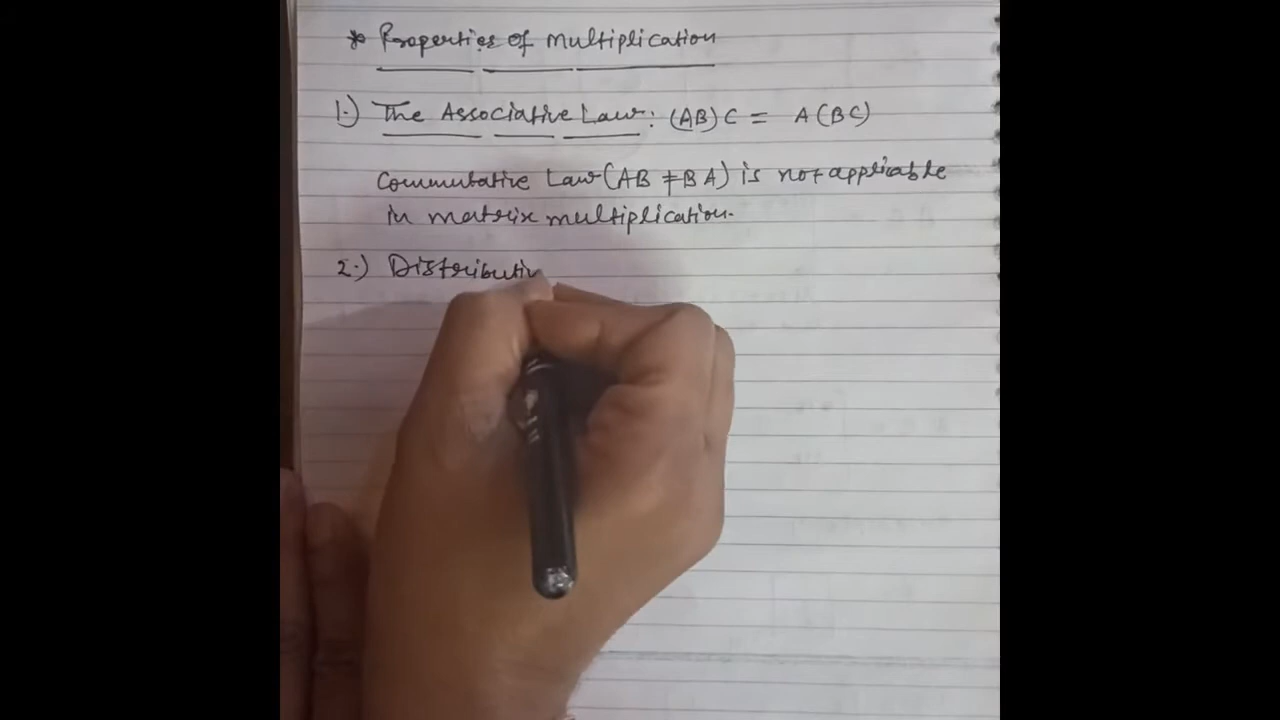 * Properties of multiplication
1.) The Associative Law: (AB) C = A (BC)
Commutative Law (AB ≠ BA) is not applicable
in matrix multiplication.
2.) Distributiv